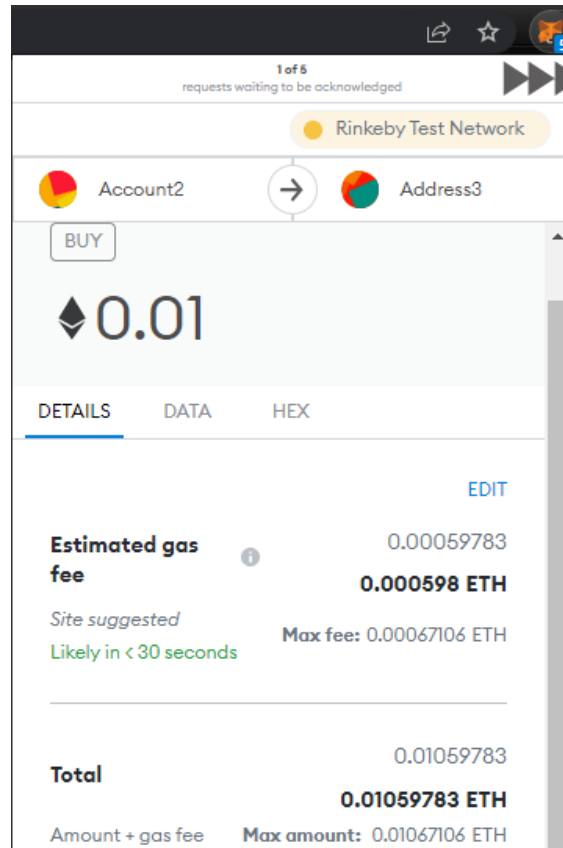 1 of 5
requests waiting to be acknowledged
Rinkeby Test Network
Account2
Address3
BUY
0.01
DETAILS DATA HEX
EDIT
Estimated gas fee
0.00059783
0.000598 ETH
Site suggested
Likely in < 30 seconds
Max fee: 0.00067106 ETH
Total
0.01059783
0.01059783 ETH
Amount + gas fee
Max amount: 0.01067106 ETH